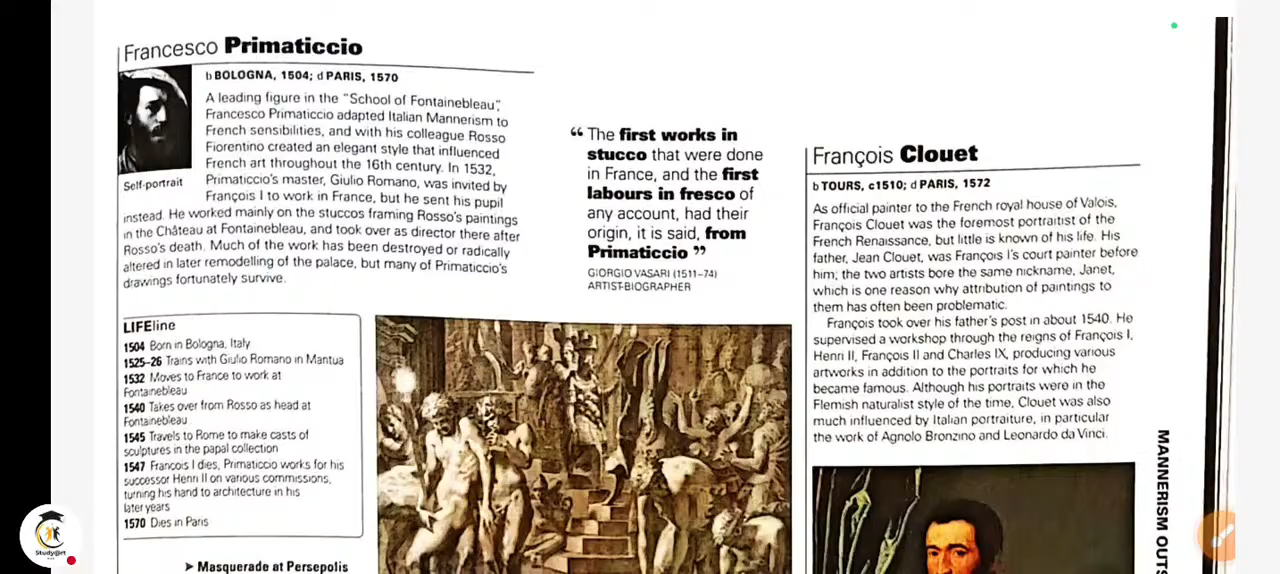 Francesco Primaticcio
b BOLOGNA, 1504; d PARIS, 1570
A leading figure in the "School of Fontainebleau",
Francesco Primaticcio adapted Italian Mannerism to
French sensibilities, and with his colleague Rosso
Fiorentino created an elegant style that influenced
French art throughout the 16th century. In 1532,
Primaticcio's master, Giulio Romano, was invited by
François I to work in France, but he sent his pupil
instead. He worked mainly on the stuccos framing Rosso's paintings
in the Château at Fontainebleau, and took over as director there after
Rosso's death. Much of the work has been destroyed or radically
altered in later remodelling of the palace, but many of Primaticcio's
drawings fortunately survive.
Self-portrait
LIFEline
1504 Born in Bologna, Italy
1525-26 Trains with Giulio Romano in Mantua
1532 Moves to France to work at
Fontainebleau
1540 Takes over from Rosso as head at
Fontainebleau
1545 Travels to Rome to make casts of
sculptures in the papal collection
1547 Francois I dies, Primaticcio works for his
successor Henri II on various commissions,
turning his hand to architecture in his
later years
1570 Dies in Paris
➤ Masquerade at Persepolis
“ The first works in
stucco that were done
in France, and the first
labours in fresco of
any account, had their
origin, it is said, from
Primaticcio ”
GIORGIO VASARI (1511–74)
ARTIST-BIOGRAPHER
François Clouet
b TOURS, c1510; d PARIS, 1572
As official painter to the French royal house of Valois,
François Clouet was the foremost portraitist of the
French Renaissance, but little is known of his life. His
father, Jean Clouet, was François I's court painter before
him; the two artists bore the same nickname, Janet,
which is one reason why attribution of paintings to
them has often been problematic.
François took over his father's post in about 1540. He
supervised a workshop through the reigns of François I,
Henri II, François II and Charles IX, producing various
artworks in addition to the portraits for which he
became famous. Although his portraits were in the
Flemish naturalist style of the time, Clouet was also
much influenced by Italian portraiture, in particular
the work of Agnolo Bronzino and Leonardo da Vinci.
MANNERISM OUTS
Study@rt